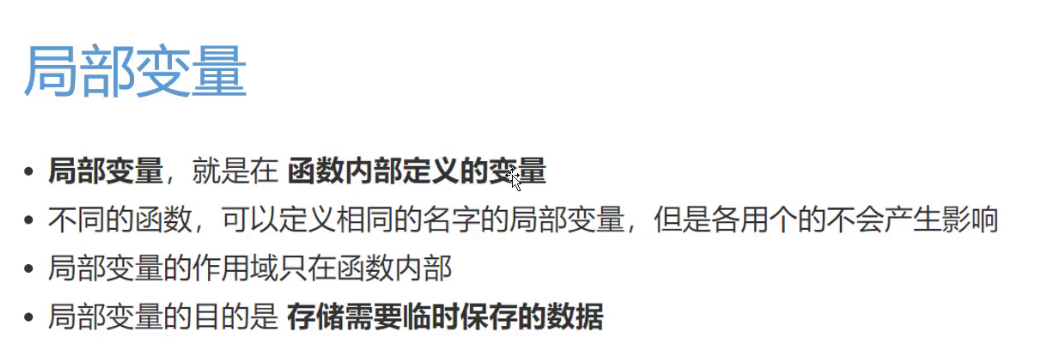 局部变量
• 局部变量，就是在 函数内部定义的变量
• 不同的函数，可以定义相同的名字的局部变量，但是各用个的不会产生影响
• 局部变量的作用域只在函数内部
• 局部变量的目的是 存储需要临时保存的数据